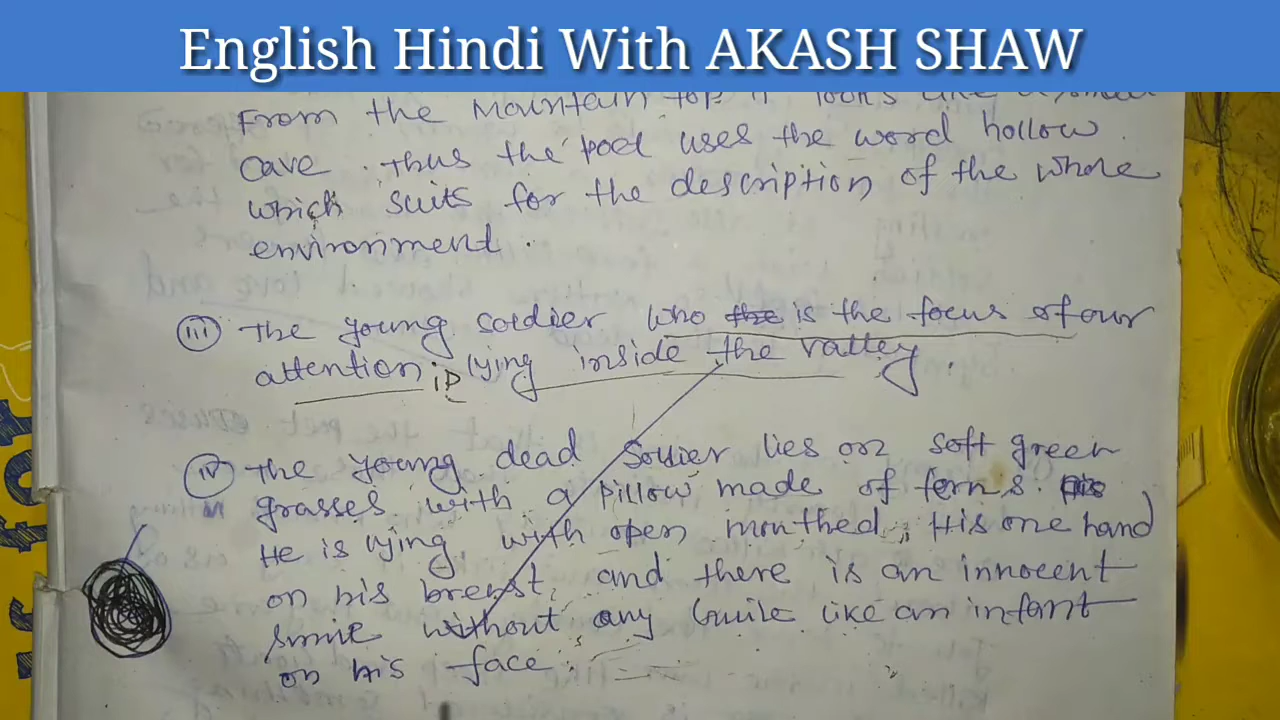 English Hindi With AKASH SHAW
From the Mountain top it looks like a small
cave. thus the poet uses the word hollow
which suits for the description of the whole
environment.
(iii) The young soldier who the is the focus of our
attention. lying inside the valley.
is
(iv) The young dead Soldier lies on soft green
grasses with a pillow made of ferns. his
He is lying with open mouthed, His one hand
on his breast, and there is an innocent
smile without any Guile like an infant
on his face.